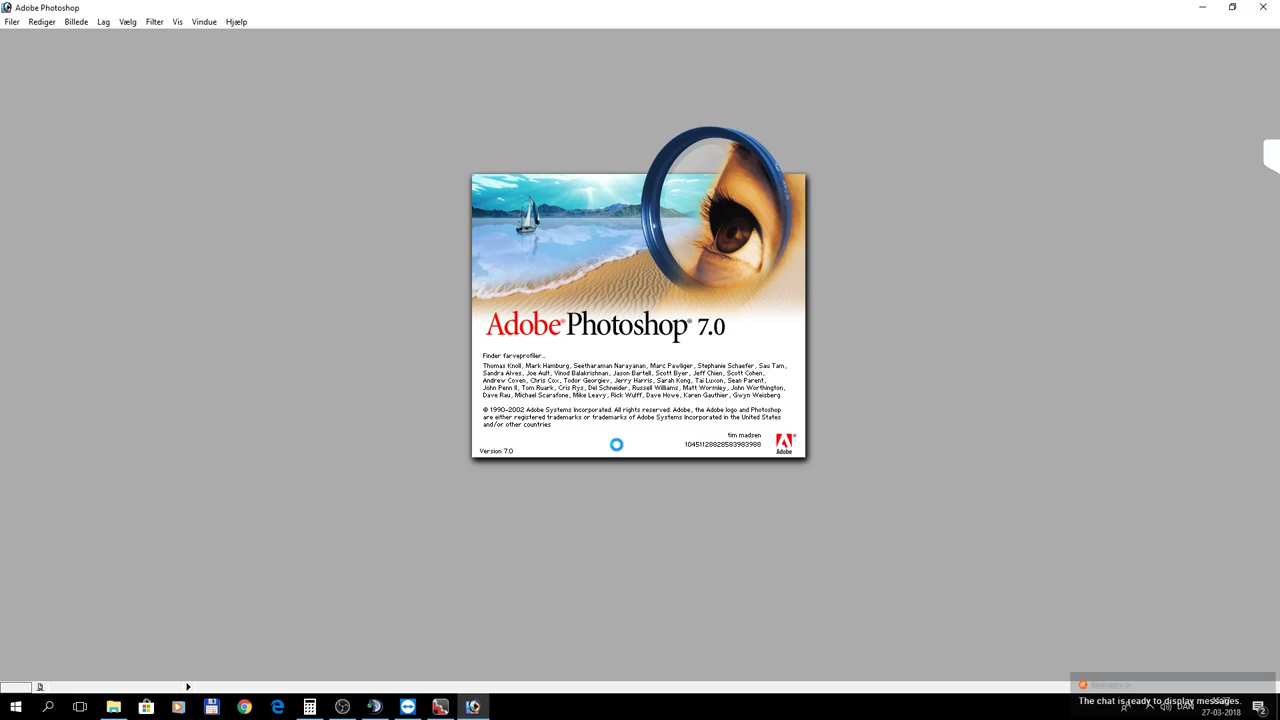 Adobe Photoshop
Filer Rediger Billede Lag Vælg Filter Vis Vindue Hjælp
Adobe® Photoshop® 7.0
Finder farveprofiler...
Thomas Knoll, Mark Hamburg, Seetharaman Narayanan, Marc Pawliger, Stephanie Schaefer, Sau Tam,
Sandra Alves, Joe Ault, Vinod Balakrishnan, Jason Bartell, Scott Byer, Jeff Chien, Scott Cohen,
Andrew Coven, Chris Cox, Todor Georgiev, Jerry Harris, Sarah Kong, Tai Luxon, Sean Parent,
John Penn II, Tom Ruark, Cris Rys, Del Schneider, Russell Williams, Matt Wormley, John Worthington,
Dave Rau, Michael Scarafone, Mike Leavy, Rick Wulff, Dave Howe, Karen Gauthier, Gwyn Weisberg
© 1990-2002 Adobe Systems Incorporated. All rights reserved. Adobe, the Adobe logo and Photoshop
are either registered trademarks or trademarks of Adobe Systems Incorporated in the United States
and/or other countries
tim madsen
10451128828583983988
Adobe
Version 7.0
The chat is ready to display messages.
27-03-2018
2